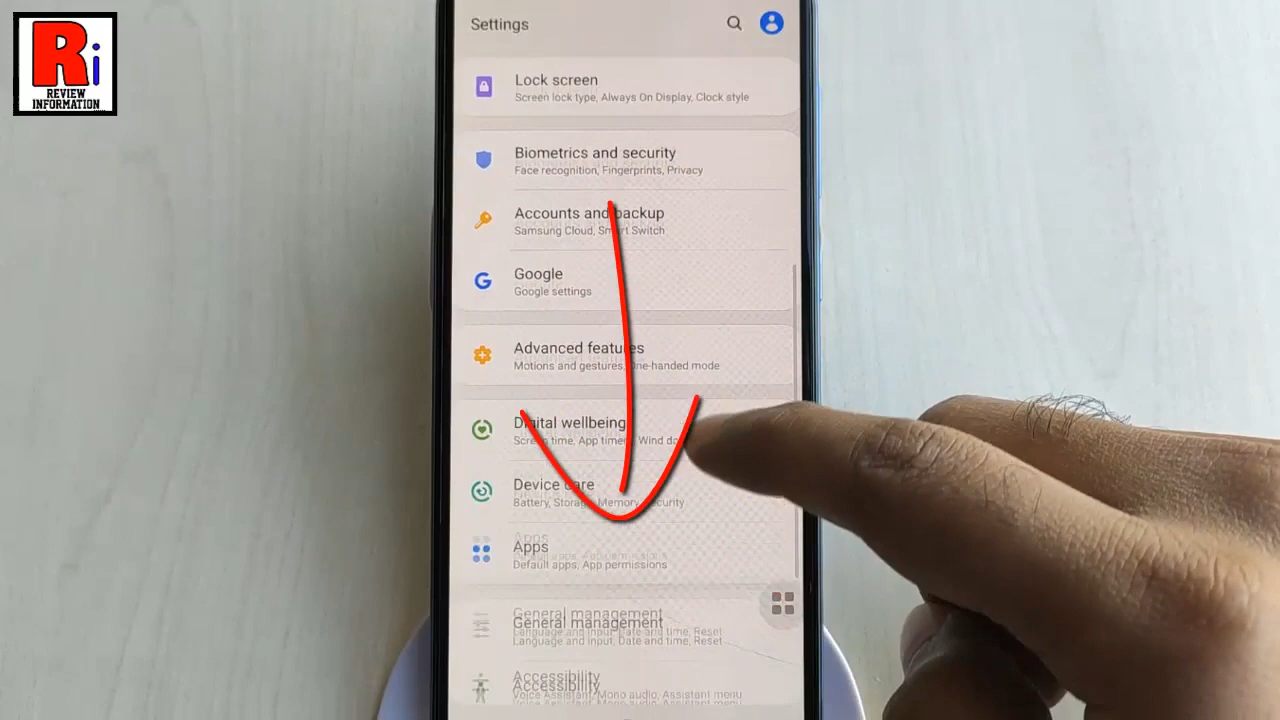 Ri
REVIEW
INFORMATION
Settings
Lock screen
Screen lock type, Always On Display, Clock style
Biometrics and security
Face recognition, Fingerprints, Privacy
Accounts and backup
Samsung Cloud, Smart Switch
Google
Google settings
Advanced features
Motions and gestures, One-handed mode
Digital wellbeing
Screen time, App timers, Wind do
Device care
Battery, Storage, Memory, Security
Apps
Default apps, App permissions
General management
Language and input, Date and time, Reset
Accessibility
Voice Assistant, Mono audio, Assistant menu